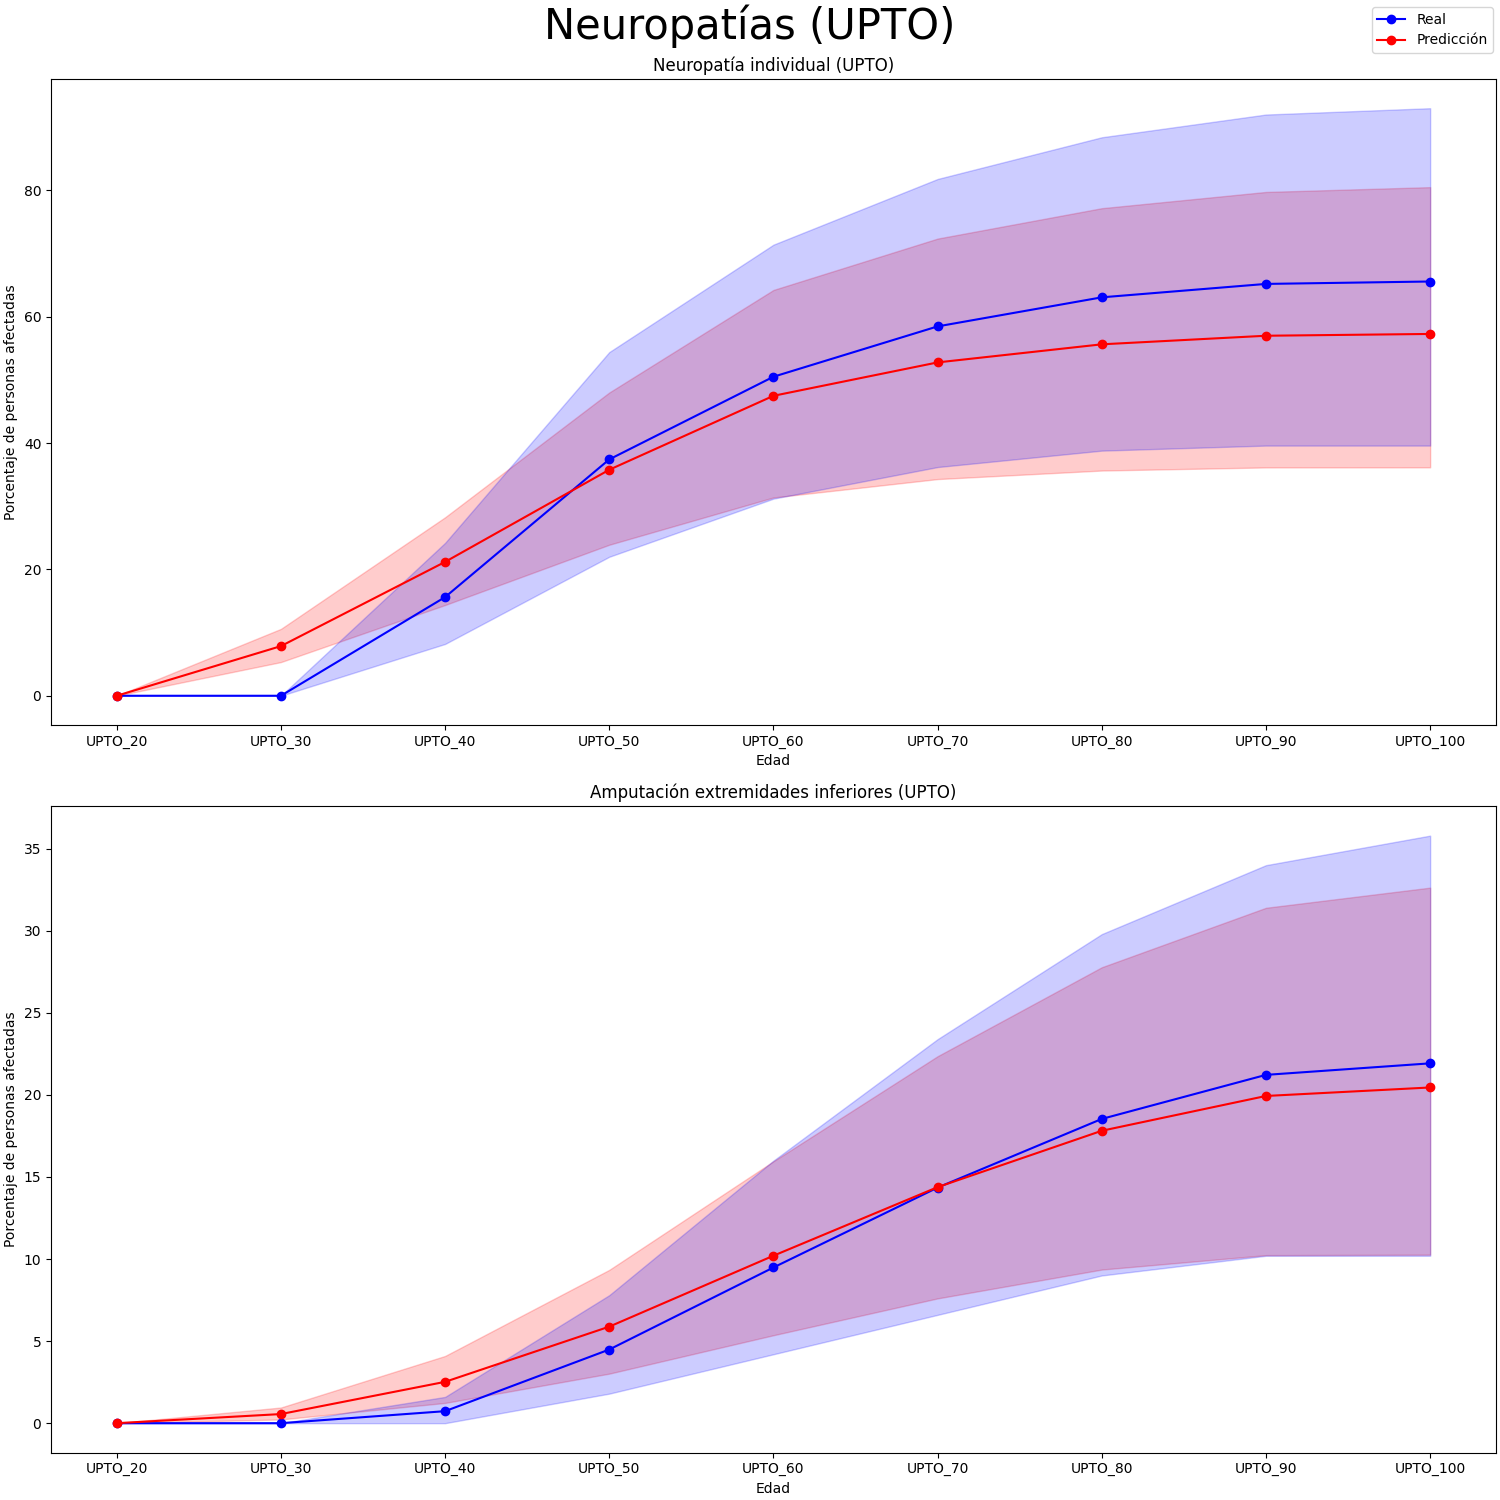 Neuropatías (UPTO)
Real
Predicción
Neuropatía individual (UPTO)
Porcentaje de personas afectadas
80
60
40
20
0
UPTO_20 UPTO_30 UPTO_40 UPTO_50 UPTO_60 UPTO_70 UPTO_80 UPTO_90 UPTO_100
Edad
Amputación extremidades inferiores (UPTO)
Porcentaje de personas afectadas
35
30
25
20
15
10
5
0
UPTO_20 UPTO_30 UPTO_40 UPTO_50 UPTO_60 UPTO_70 UPTO_80 UPTO_90 UPTO_100
Edad